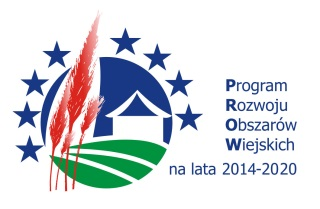 Program
Rozwoju
Obszarów
Wiejskich
na lata 2014-2020